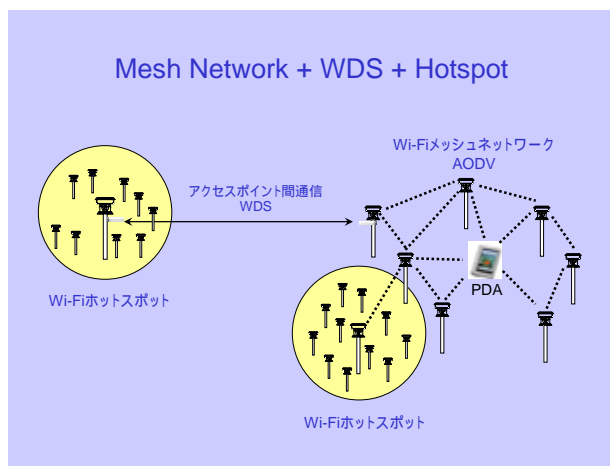 Mesh Network + WDS + Hotspot
Wi-Fiメッシュネットワーク
AODV
アクセスポイント間通信
WDS
PDA
Wi-Fiホットスポット
Wi-Fiホットスポット